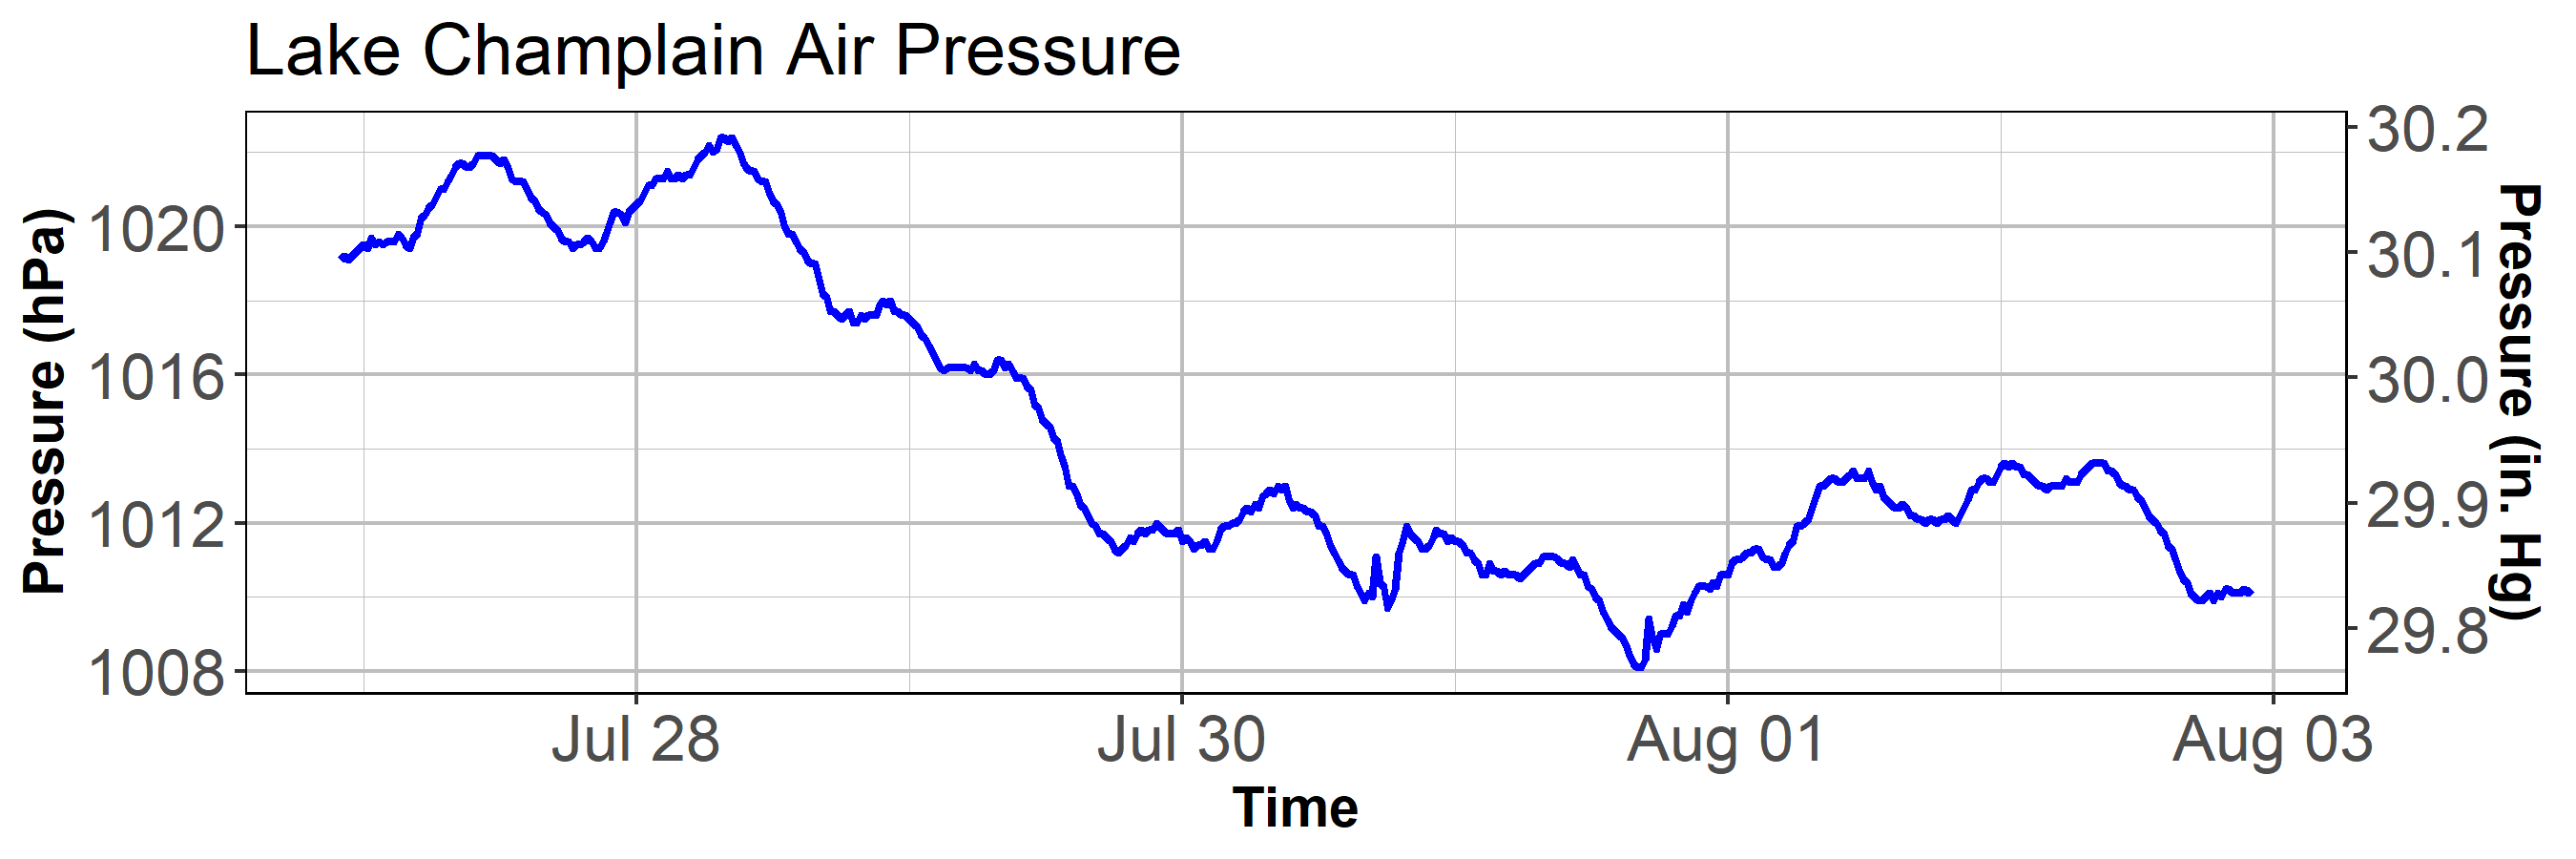 Lake Champlain Air Pressure
Pressure (hPa)
1020
1016
1012
1008
30.2
30.1
30.0
29.9
29.8
Pressure (in. Hg)
Jul 28
Jul 30
Aug 01
Aug 03
Time